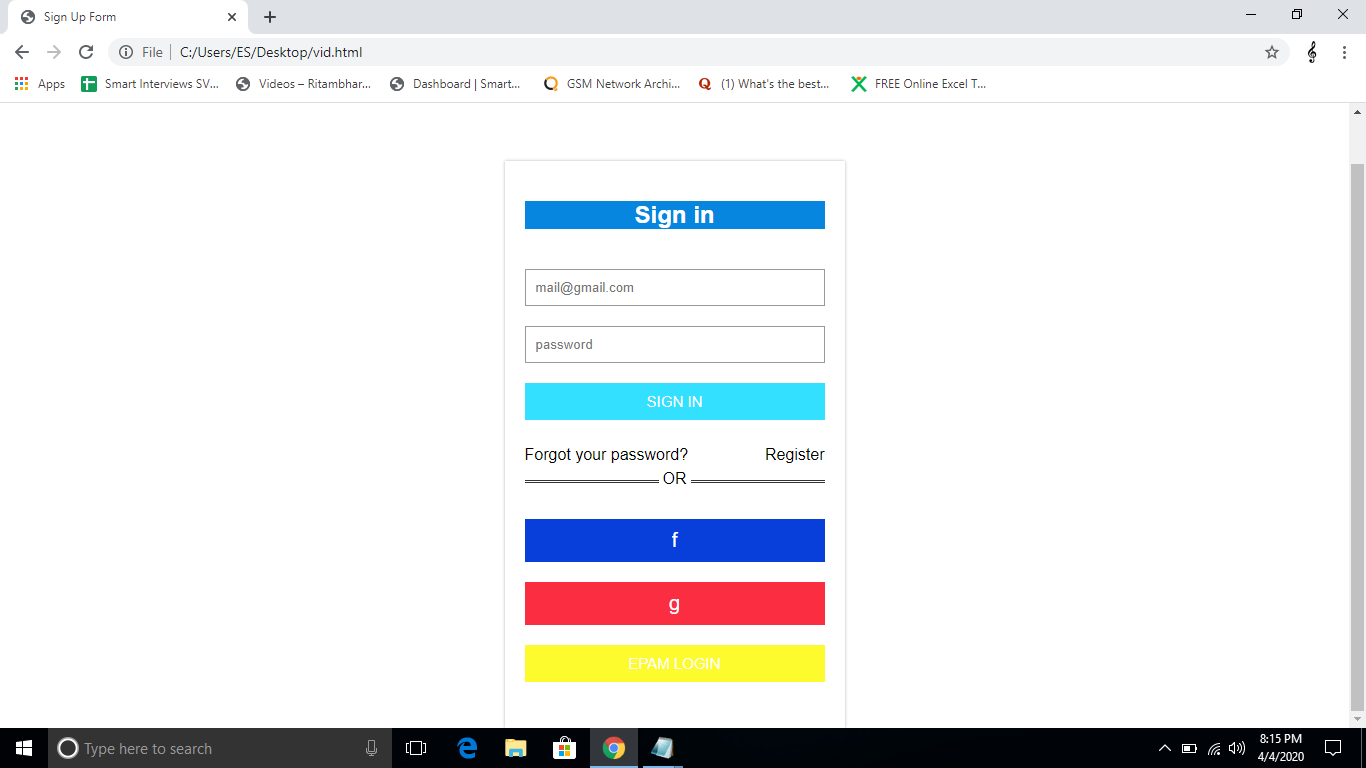 Sign Up Form
File C:/Users/ES/Desktop/vid.html
Apps Smart Interviews SV... Videos – Ritambhar... Dashboard | Smart... GSM Network Archi... (1) What's the best... FREE Online Excel T...
Sign in
mail@gmail.com
password
SIGN IN
Forgot your password? Register
OR
f
g
EPAM LOGIN
Type here to search
8:15 PM
4/4/2020